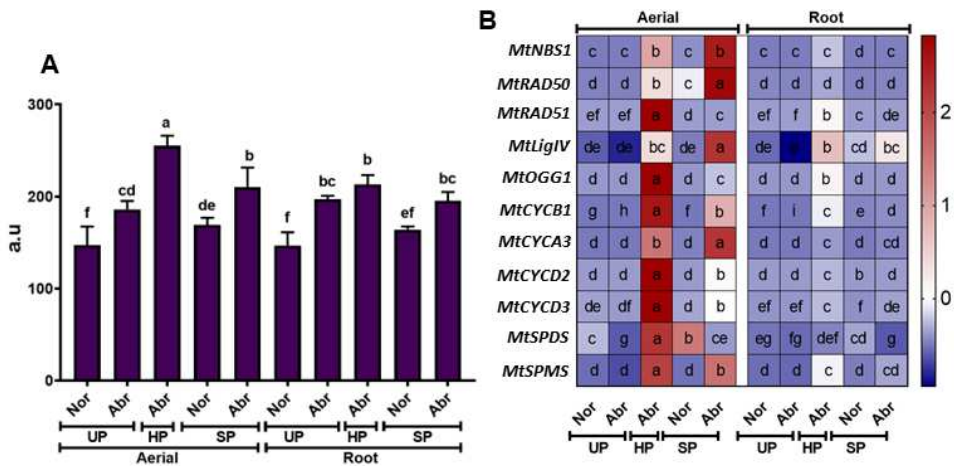 A
a.u
300
200
100
0
f
cd
a
de
b
f
bc
b
ef
bc
Nor Abr Abr Nor Abr Nor Abr Abr Nor Abr
UP HP SP UP HP SP
Aerial Root
B
Aerial Root
MtNBS1 c c b c b c c c c c
MtRAD50 d d b c a d d d d d
MtRAD51 ef ef a d c ef f b c de
MtLigIV de de bc de a de b cd bc
MtOGG1 d d a d c d d b d d
MtCYCB1 g h a f b f i c e d
MtCYCA3 d d b d a d d c d cd
MtCYCD2 d d a d b d d c b d
MtCYCD3 de df a d b ef ef c f de
MtSPDS c g a b ce eg fg def cd g
MtSPMS d d a d b d d c d cd
Nor Abr Abr Nor Abr Nor Abr Abr Nor Abr
UP HP SP UP HP SP
2
1
0